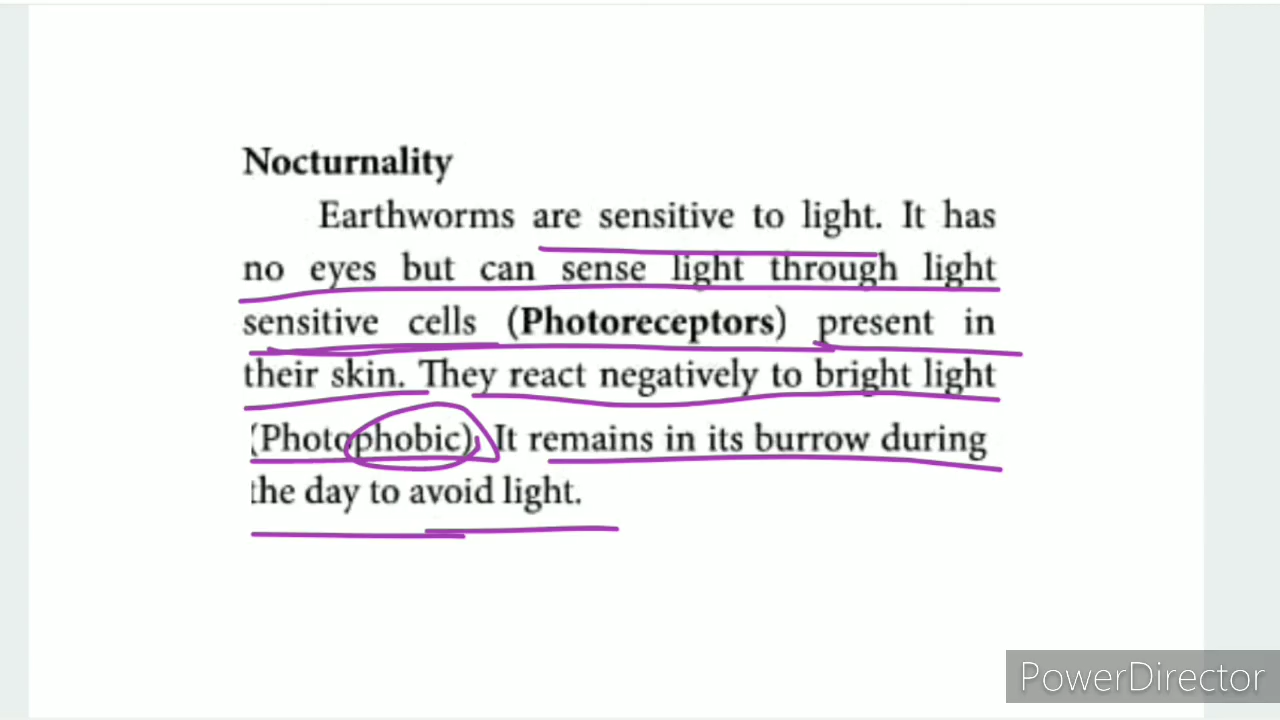 Nocturnality
Earthworms are sensitive to light. It has
no eyes but can sense light through light
sensitive cells (Photoreceptors) present in
their skin. They react negatively to bright light
(Photophobic). It remains in its burrow during
the day to avoid light.
PowerDirector